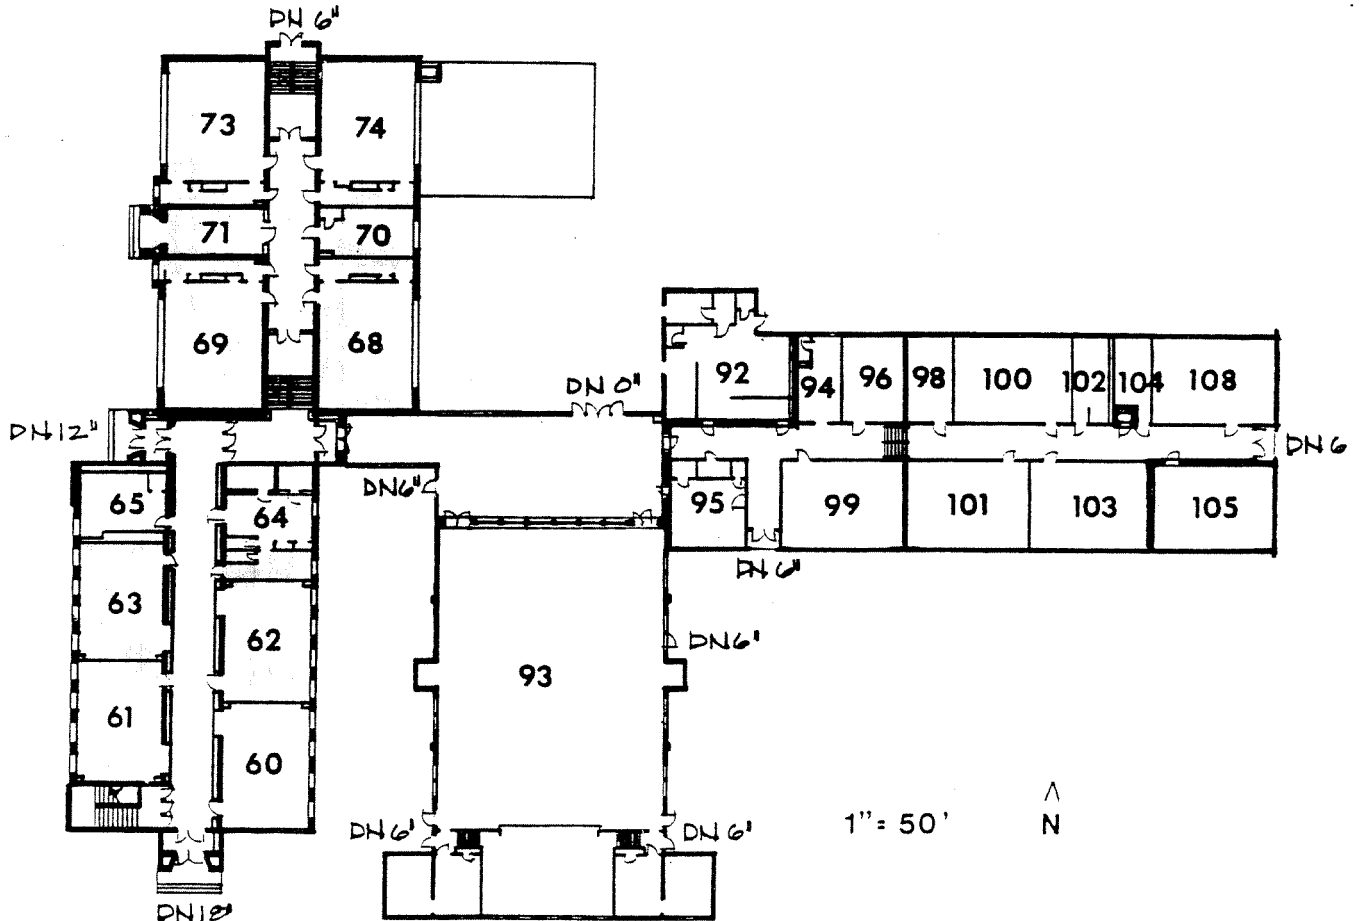 DN 6"
73 74
71 70
69 68
DN 0"
92 94 96 98 100 102 104 108
DN 12"
DN 6
DN 6"
65 64 95 99 101 103 105
DN 6"
63
62 DN 6'
93
61
60
1" = 50'
N
DN 6' DN 6'
DN 18"